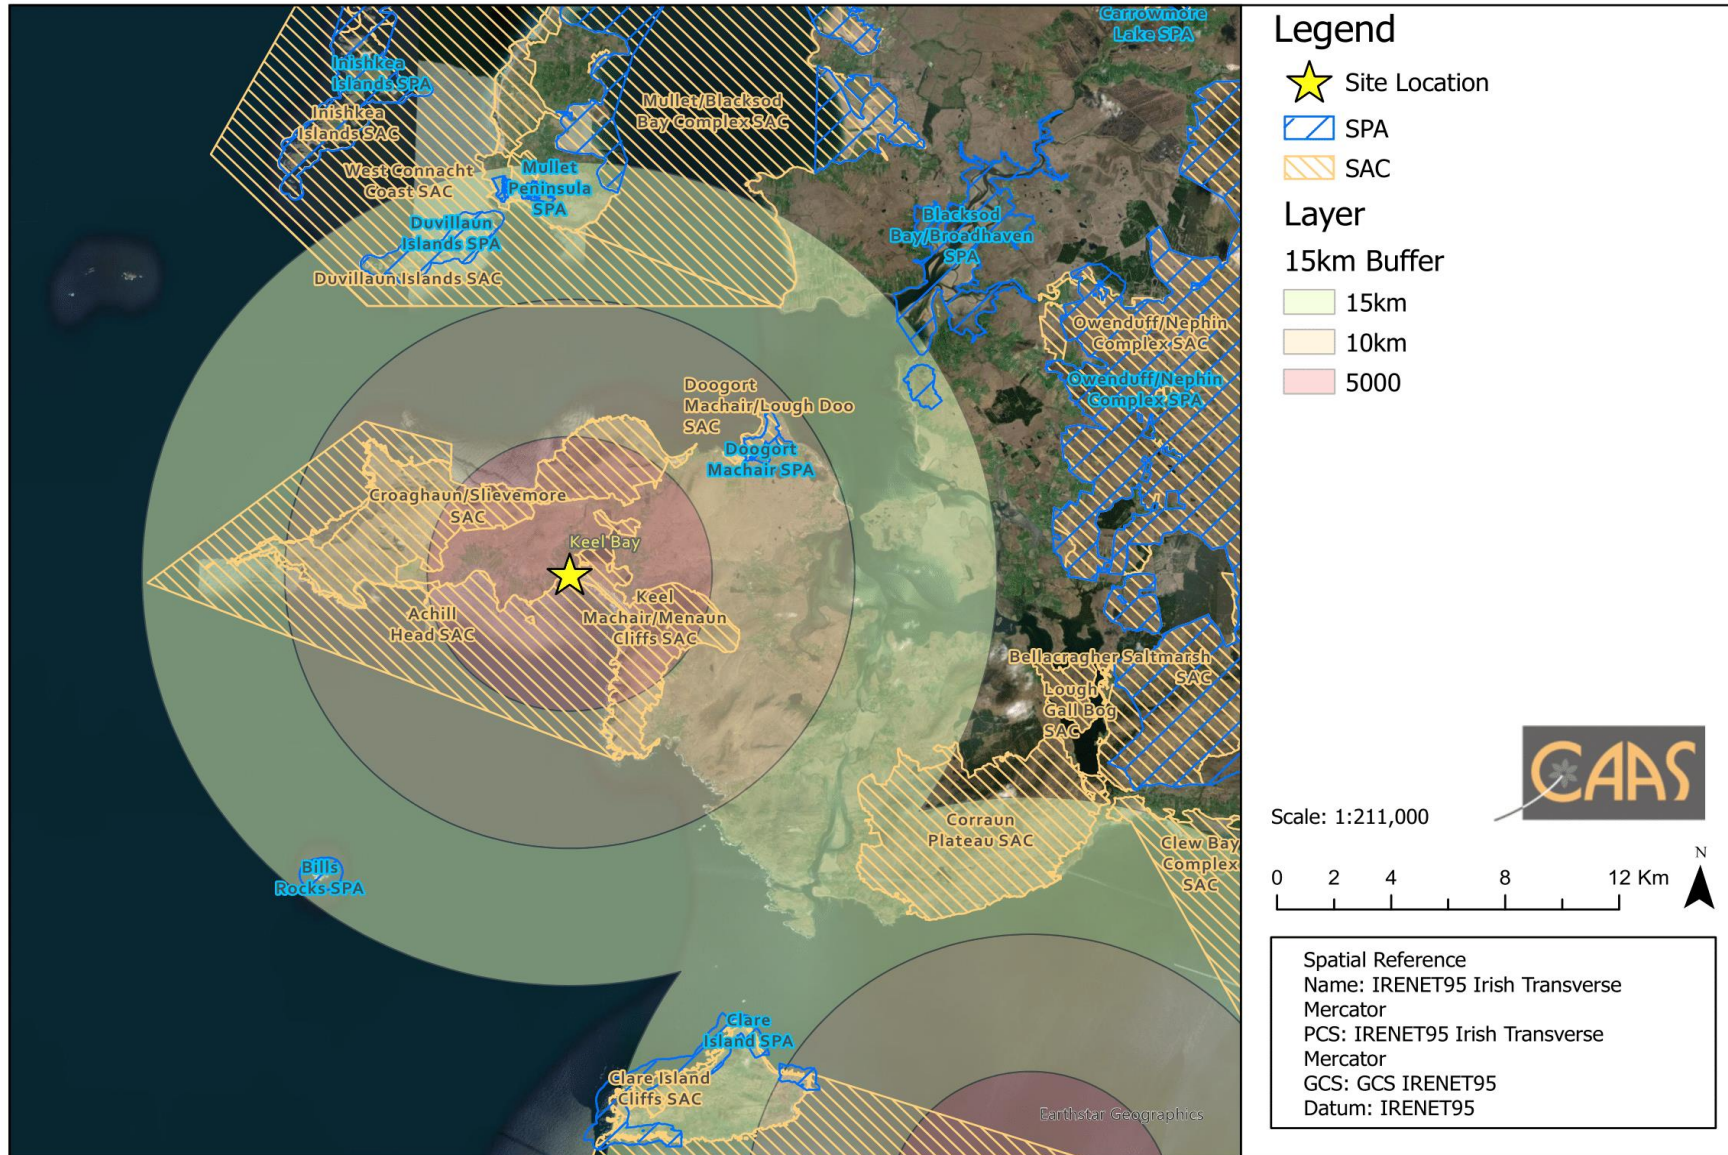 Carrowmore
Lake SPA
Inishkea
Islands SPA
Inishkea
Islands SAC
Mullet/Blacksod
Bay Complex SAC
West Connacht
Coast SAC
Mullet
Peninsula
SPA
Duvillaun
Islands SPA
Duvillaun Islands SAC
Blacksod
Bay/Broadhaven
SPA
Owenduff/Nephin
Complex SAC
Owenduff/Nephin
Complex SPA
Doogort
Machair/Lough Doo
SAC
Doogort
Machair SPA
Croaghaun/Slievemore
SAC
Keel Bay
Achill
Head SAC
Keel
Machair/Menaun
Cliffs SAC
Bellacragher Saltmarsh
SAC
Lough
Gall Bog
SAC
Corraun
Plateau SAC
Clew Bay
Complex
SAC
Bills
Rocks SPA
Clare
Island SPA
Clare Island
Cliffs SAC
Earthstar Geographics
Legend
Site Location
SPA
SAC
Layer
15km Buffer
15km
10km
5000
CAAS
Scale: 1:211,000
N
0 2 4 8 12 Km
Spatial Reference
Name: IRENET95 Irish Transverse
Mercator
PCS: IRENET95 Irish Transverse
Mercator
GCS: GCS IRENET95
Datum: IRENET95